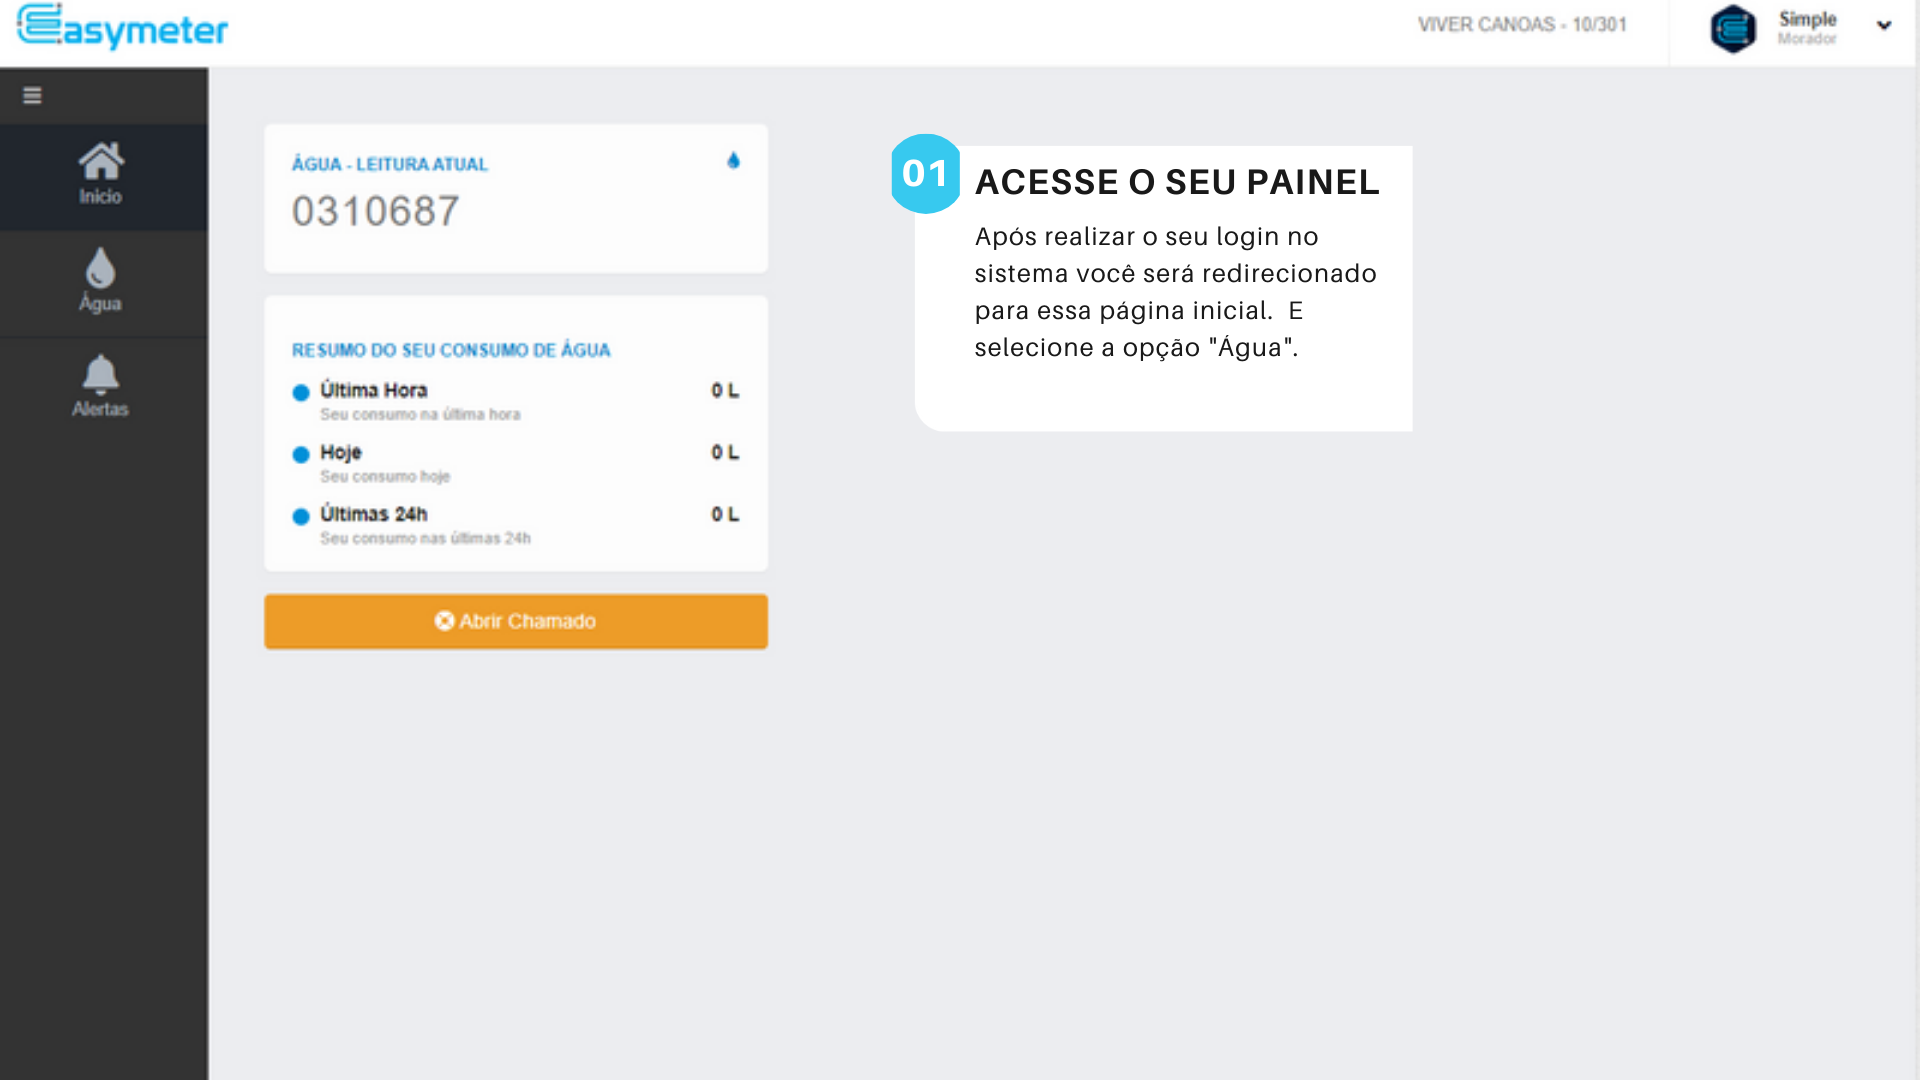 Easymeter
VIVER CANOAS - 10/301
Simple
Morador
Inicio
Água
Alertas
ÁGUA - LEITURA ATUAL
0310687
RESUMO DO SEU CONSUMO DE ÁGUA
Última Hora 0 L
Seu consumo na última hora
Hoje 0 L
Seu consumo hoje
Últimas 24h 0 L
Seu consumo nas últimas 24h
Abrir Chamado
01
ACESSE O SEU PAINEL
Após realizar o seu login no
sistema você será redirecionado
para essa página inicial.  E
selecione a opção "Água".